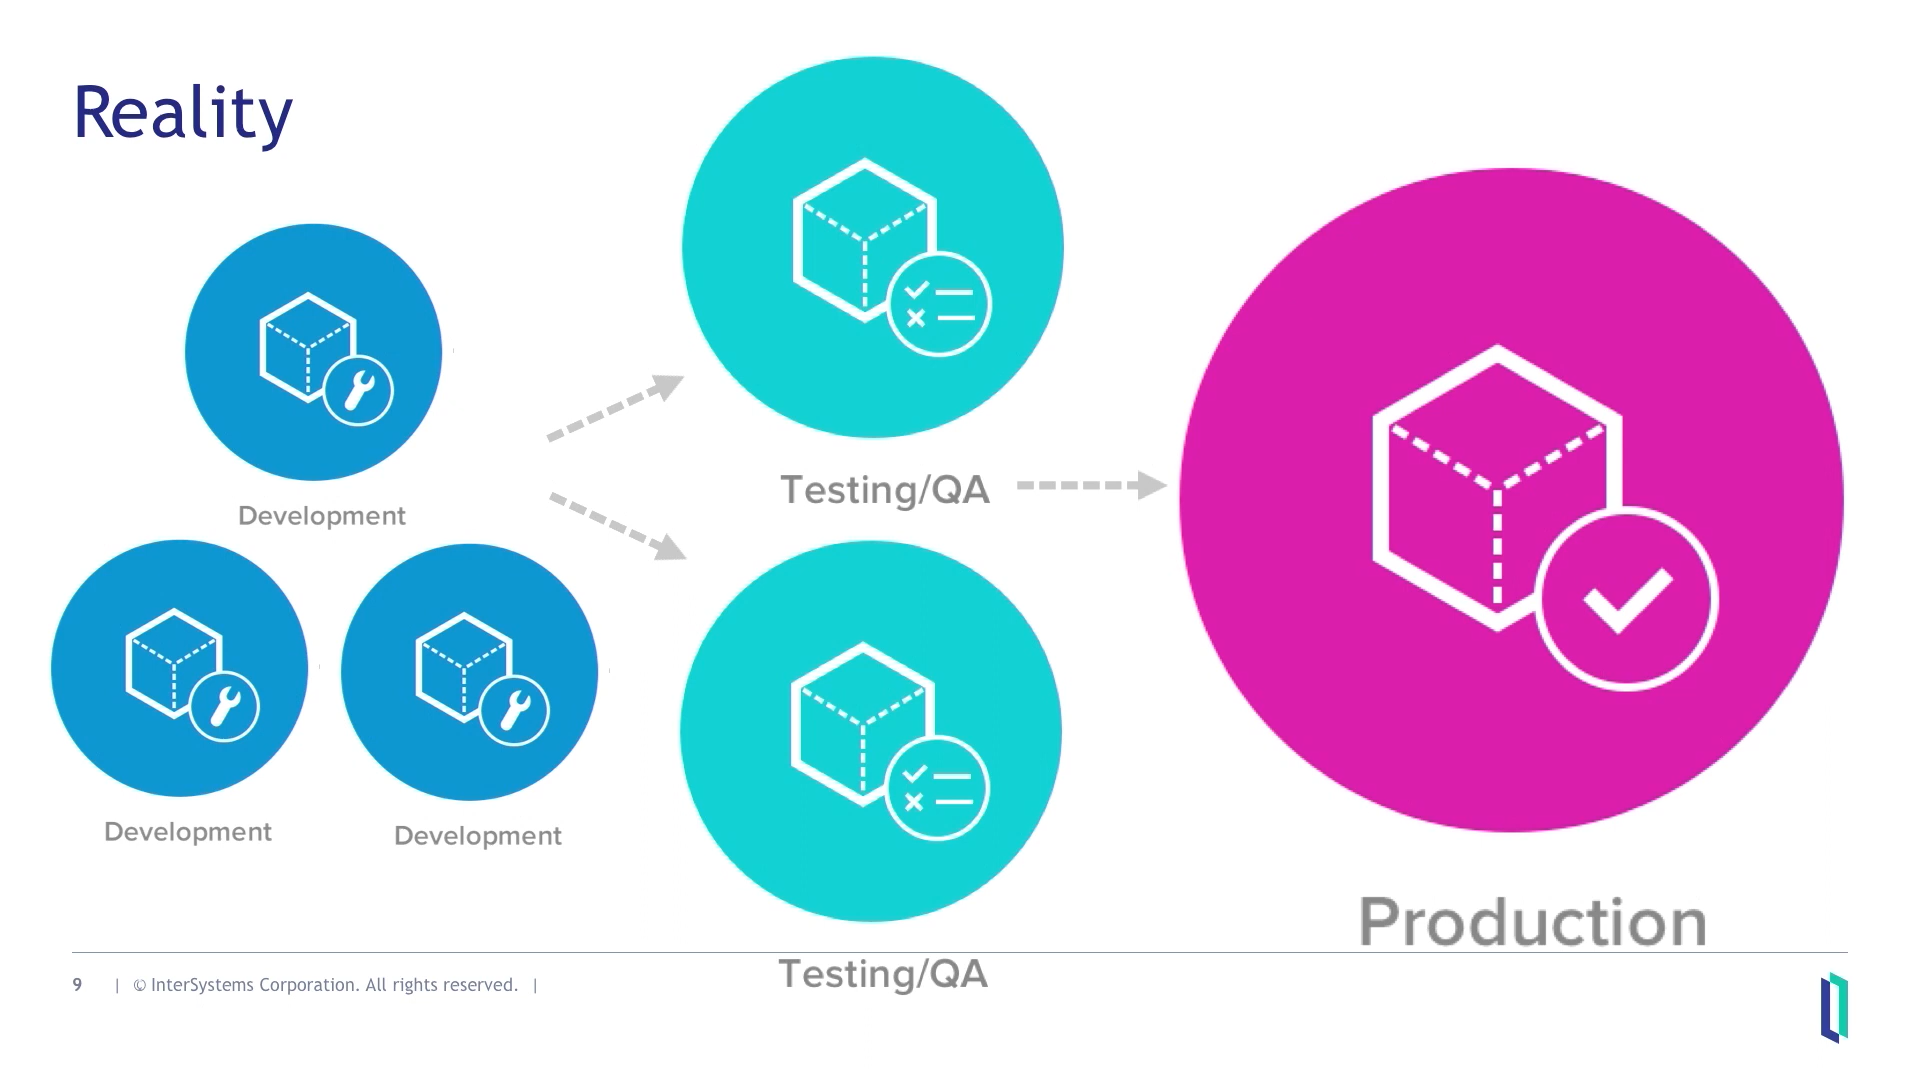 Reality
Development
Testing/QA
Development
Development
Production
Testing/QA
9 | © InterSystems Corporation. All rights reserved. |